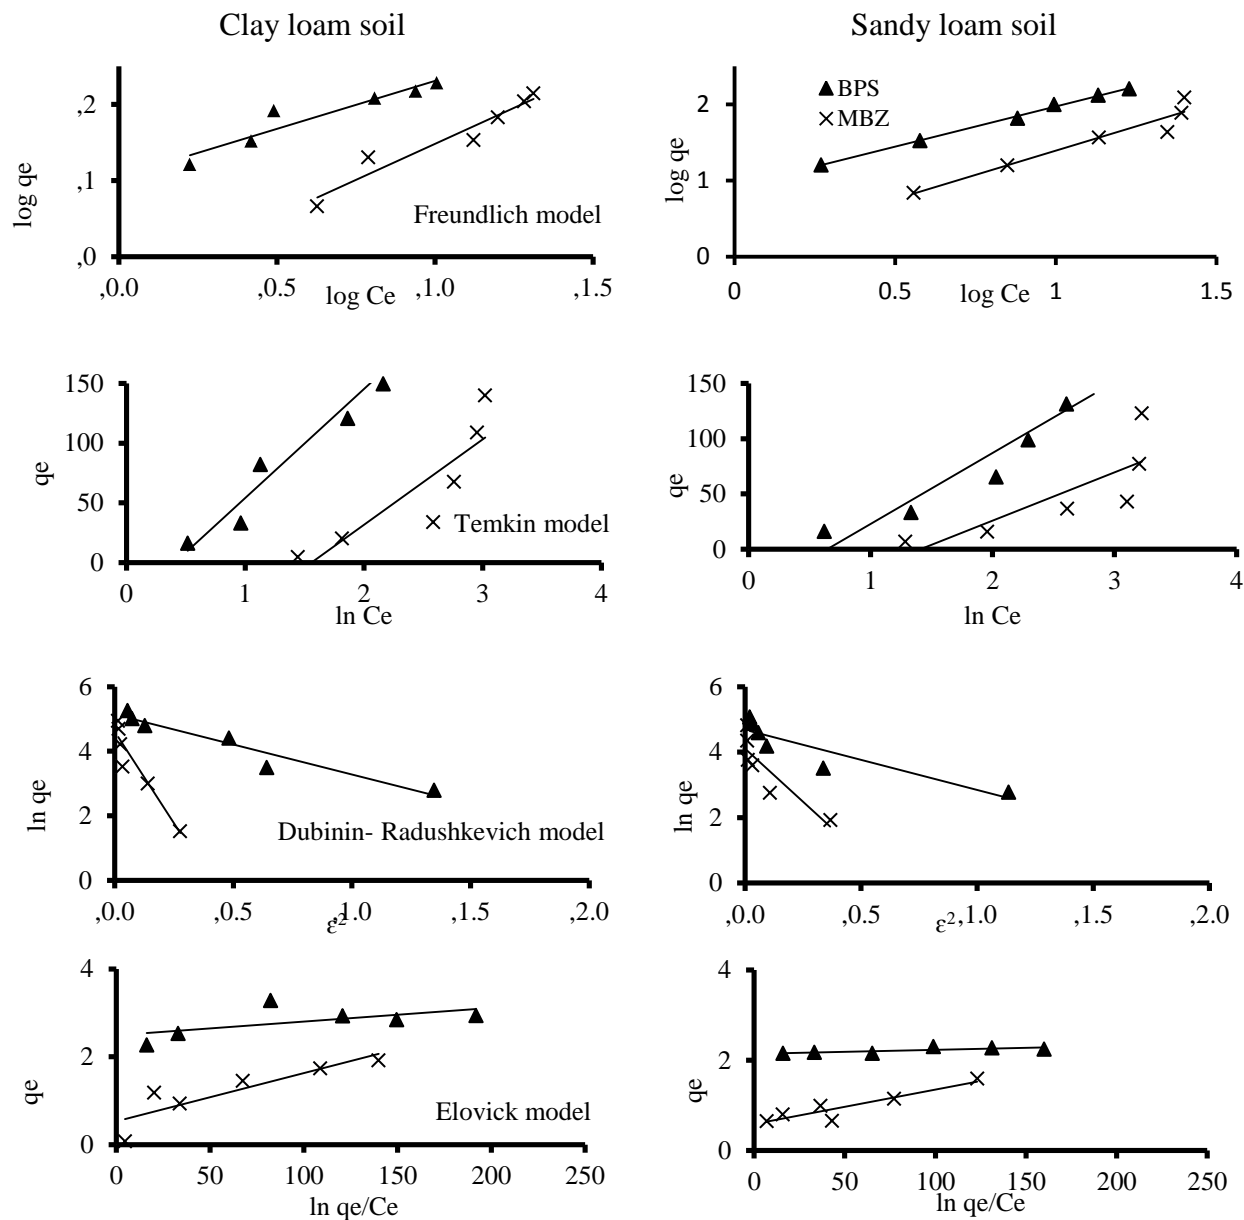 Clay loam soil
Sandy loam soil
,2
,1
,0
log qe
Freundlich model
,0.0 ,0.5 ,1.0 ,1.5
log Ce
2
1
0
log qe
BPS
MBZ
0 0.5 1 1.5
log Ce
150
100
50
0
qe
Temkin model
0 1 2 3 4
ln Ce
150
100
50
0
qe
0 1 2 3 4
ln Ce
6
4
2
0
ln qe
Dubinin- Radushkevich model
,0.0 ,0.5 ,1.0 ,1.5 ,2.0
ε2
6
4
2
0
ln qe
,0.0 ,0.5 ,1.0 ,1.5 ,2.0
ε2
4
2
0
qe
Elovick model
0 50 100 150 200 250
ln qe/Ce
4
2
0
qe
0 50 100 150 200 250
ln qe/Ce